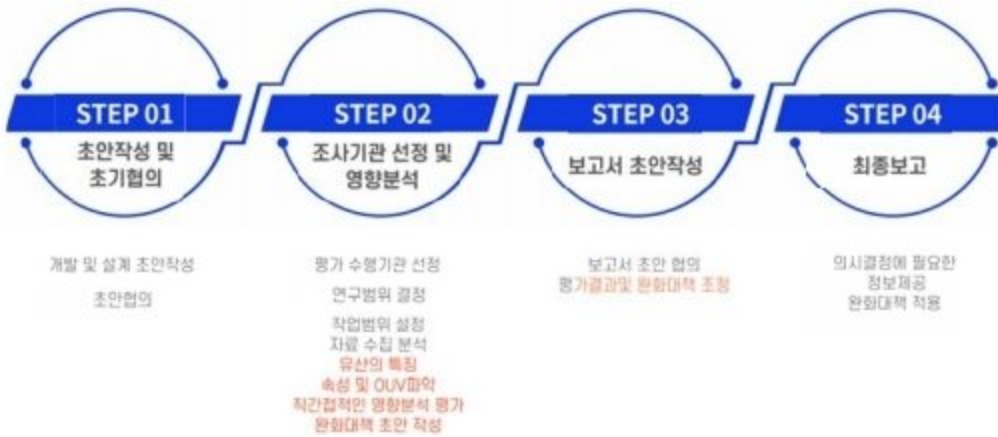 STEP 01
초안작성 및
초기협의
개발 및 설계 초안작성
초안협의
STEP 02
조사기관 선정 및
영향분석
평가 수행기관 선정
연구범위 결정
작업범위 설정
자료 수집 분석
유산의 특징
속성 및 OUV파악
직간접적인 영향분석 평가
완화대책 초안 작성
STEP 03
보고서 초안작성
보고서 초안 협의
평가결과및 완화대책 조정
STEP 04
최종보고
의사결정에 필요한
정보제공
완화대책 적용